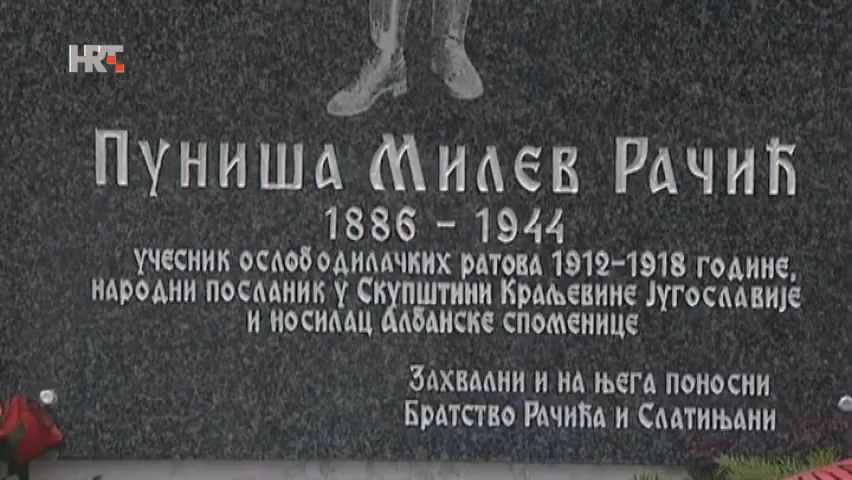 HRT
Пуниша Милев Рачић
1886 - 1944
учесник ослободилачких ратова 1912-1918 године,
народни посланик у Скупштини Краљевине Југославије
и носилац Албанске споменице
Захвални и на њега поносни
Братство Рачића и Слатињани